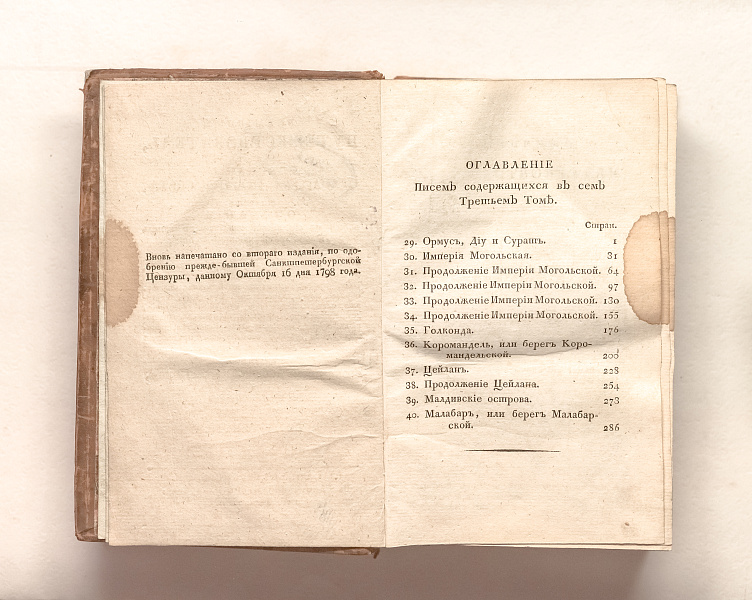 Вновь напечатано со втораго изданія, по одо-
бренію прежде-бывшей Санктпетербургской
Цензуры, данному Октября 16 дня 1798 года.
ОГЛАВЛЕНІЕ
Писемъ содержащихся въ семъ
Третьемъ Томѣ.
Стран.
29. Ормусъ, Діу и Суратъ. 1
30. Имперія Могольская. 31
31. Продолженіе Имперіи Могольской. 64
32. Продолженіе Имперіи Могольской. 97
33. Продолженіе Имперіи Могольской. 130
34. Продолженіе Имперіи Могольской. 155
35. Голконда. 176
36. Коромандель, или берегъ Коро-
мандельской. 200
37. Цейланъ. 228
38. Продолженіе Цейлана. 254
39. Малдивскіе острова. 273
40. Малабаръ, или берегъ Малабар-
ской. 286